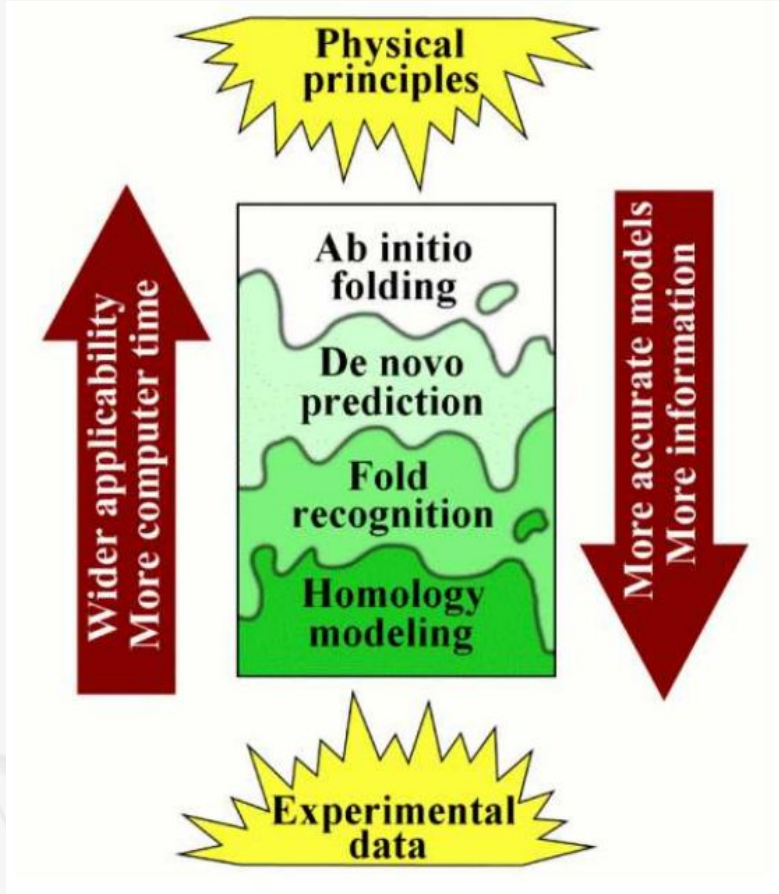 Physical
principles
Wider applicability
More computer time
Ab initio
folding
De novo
prediction
Fold
recognition
Homology
modeling
More accurate models
More information
Experimental
data